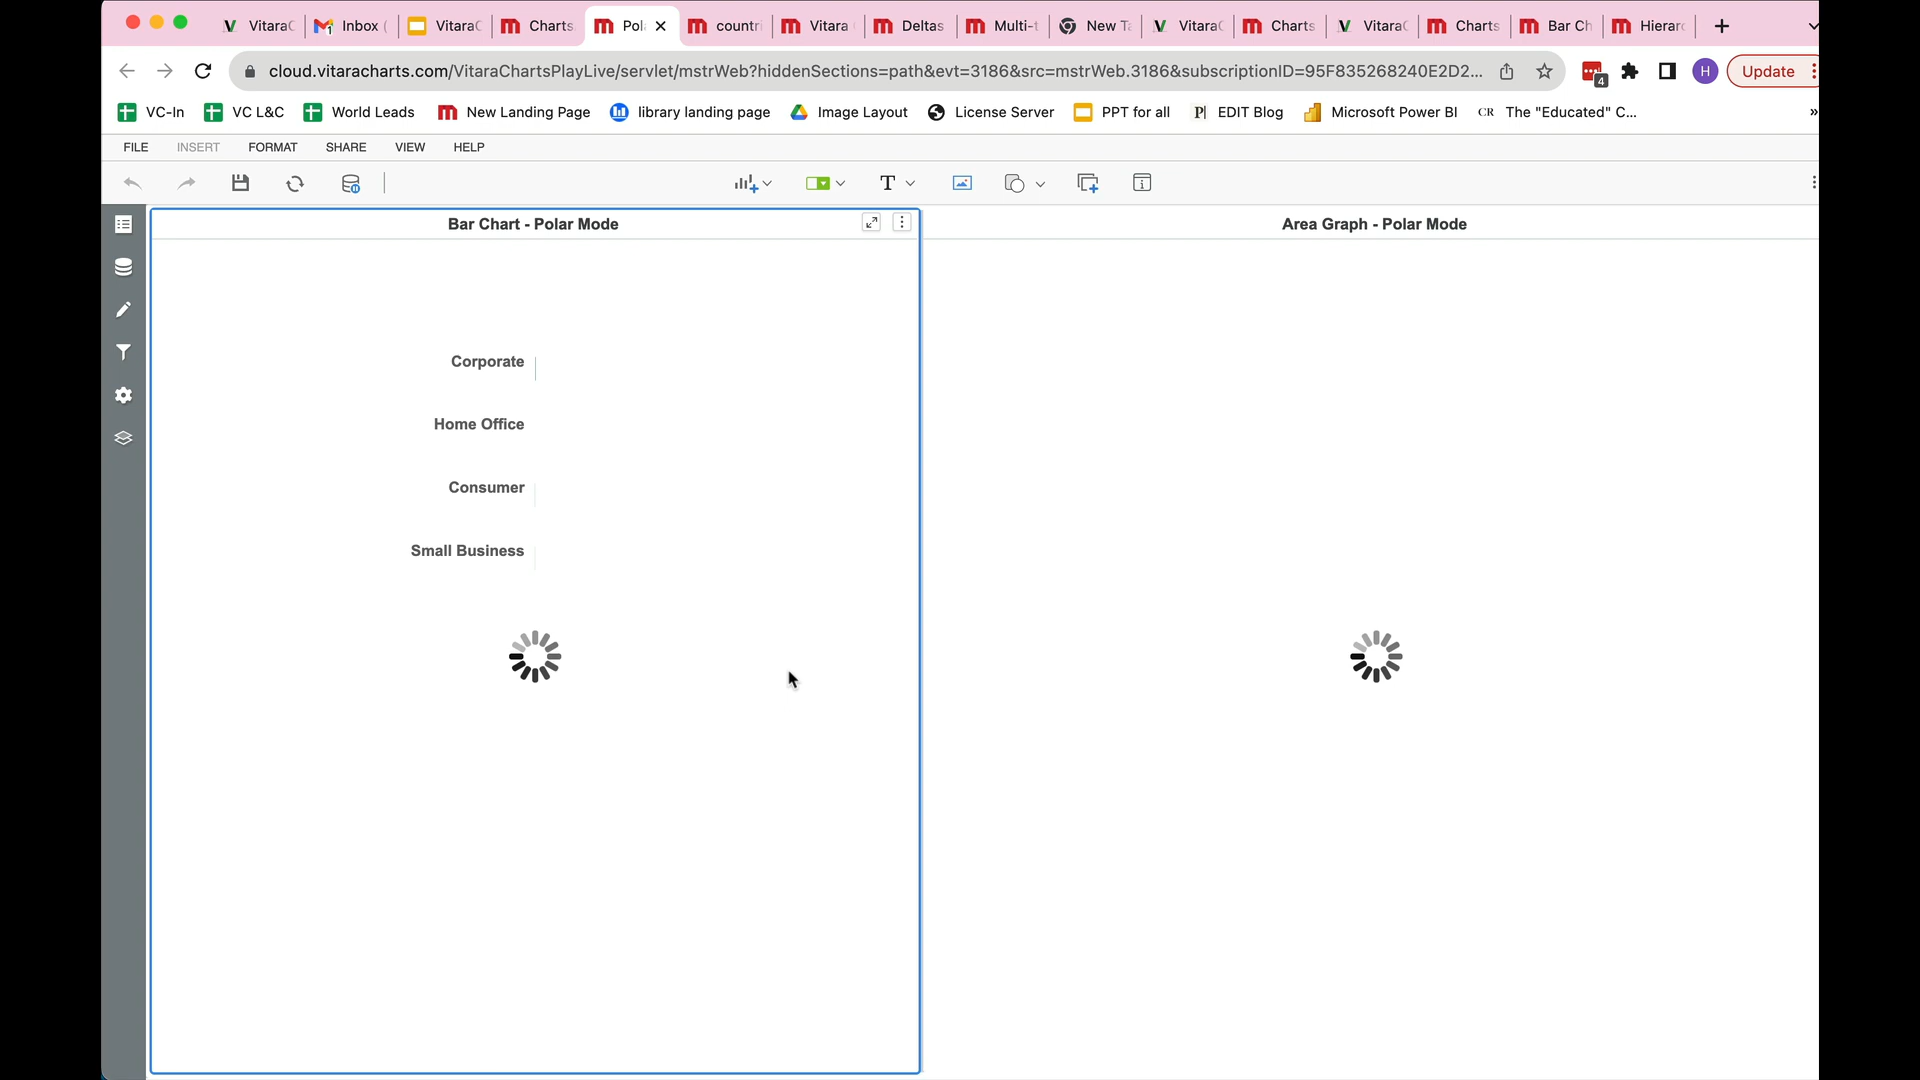 VitaraC Inbox ( VitaraC Charts Pol countri Vitara Deltas Multi-t New Ta VitaraC Charts VitaraC Charts Bar Ch Hierarc
cloud.vitaracharts.com/VitaraChartsPlayLive/servlet/mstrWeb?hiddenSections=path&evt=3186&src=mstrWeb.3186&subscriptionID=95F835268240E2D2... 4 H Update
VC-In VC L&C World Leads New Landing Page library landing page Image Layout License Server PPT for all P| EDIT Blog Microsoft Power BI CR The "Educated" C... »
FILE INSERT FORMAT SHARE VIEW HELP
T
Bar Chart - Polar Mode Area Graph - Polar Mode
Corporate
Home Office
Consumer
Small Business